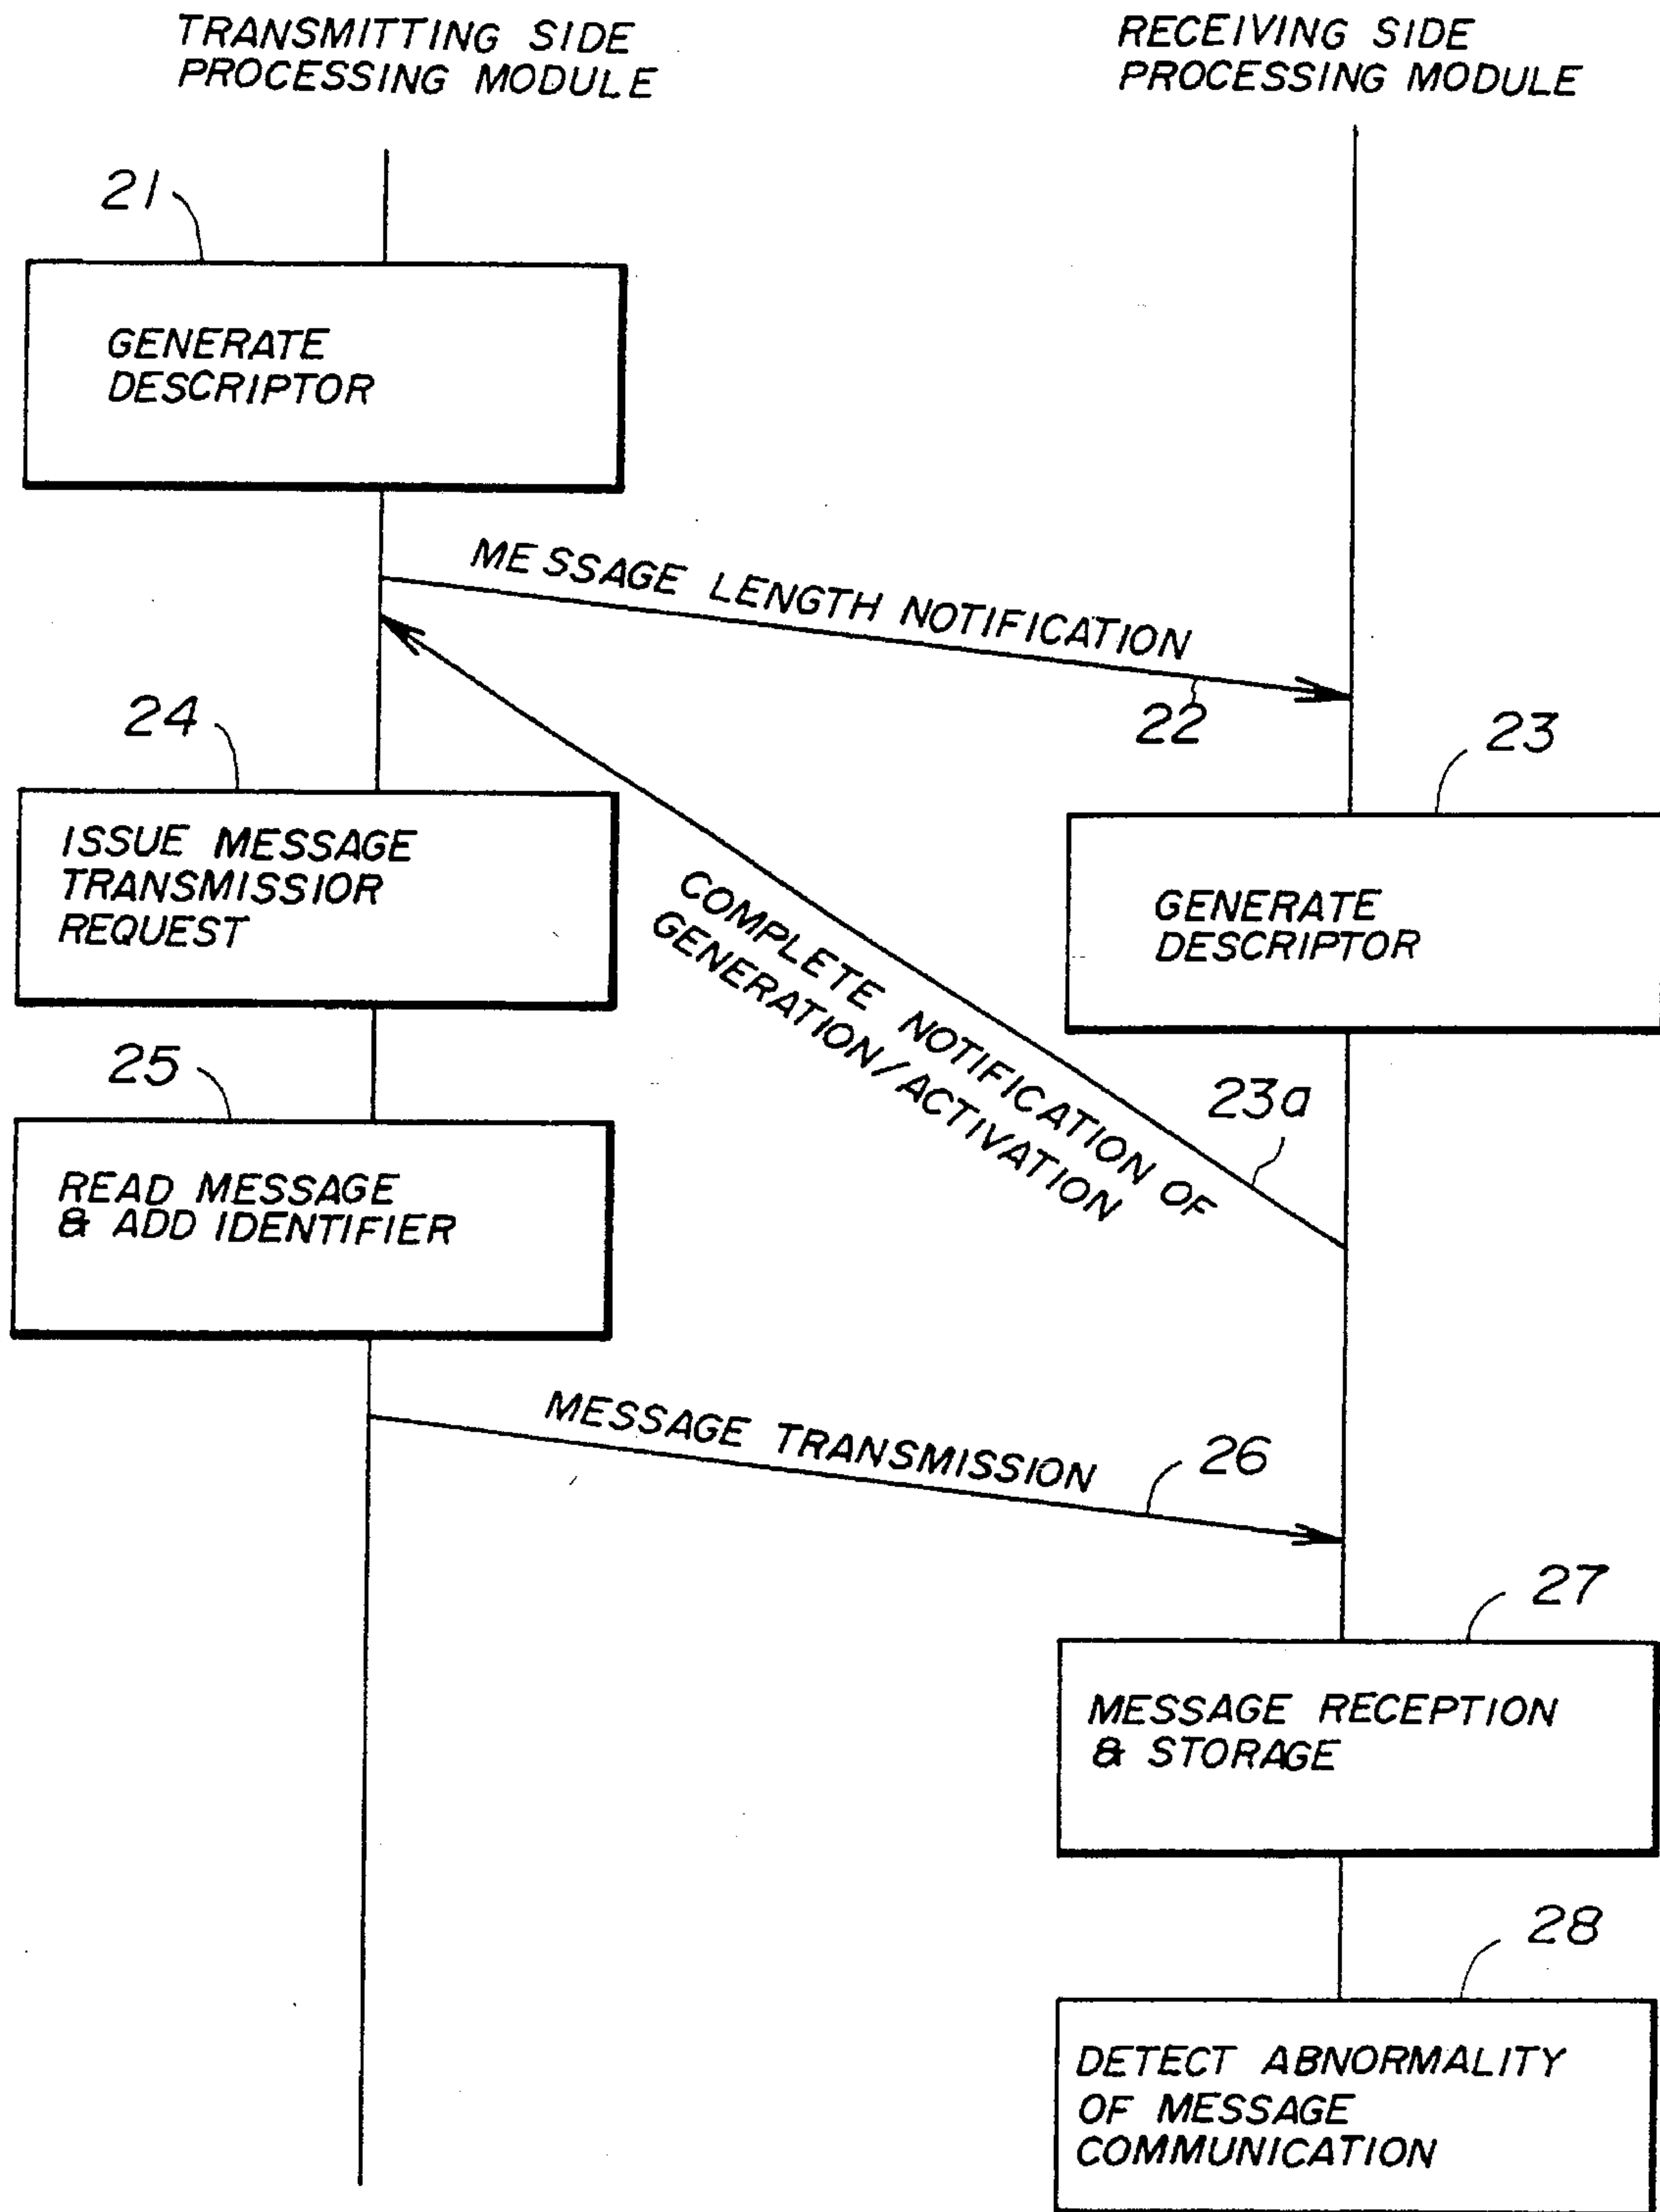 TRANSMITTING SIDE
PROCESSING MODULE
RECEIVING SIDE
PROCESSING MODULE
21
GENERATE
DESCRIPTOR
MESSAGE LENGTH NOTIFICATION
22
23
24
ISSUE MESSAGE
TRANSMISSIOR
REQUEST
GENERATE
DESCRIPTOR
COMPLETE NOTIFICATION OF
GENERATION/ACTIVATION
23a
25
READ MESSAGE
& ADD IDENTIFIER
MESSAGE TRANSMISSION
26
27
MESSAGE RECEPTION
& STORAGE
28
DETECT ABNORMALITY
OF MESSAGE
COMMUNICATION